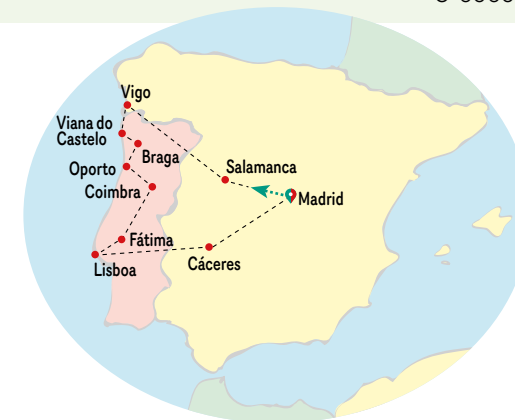 Vigo
Viana do
Castelo
Braga
Oporto
Salamanca
Coimbra
Madrid
Fátima
Lisboa
Cáceres